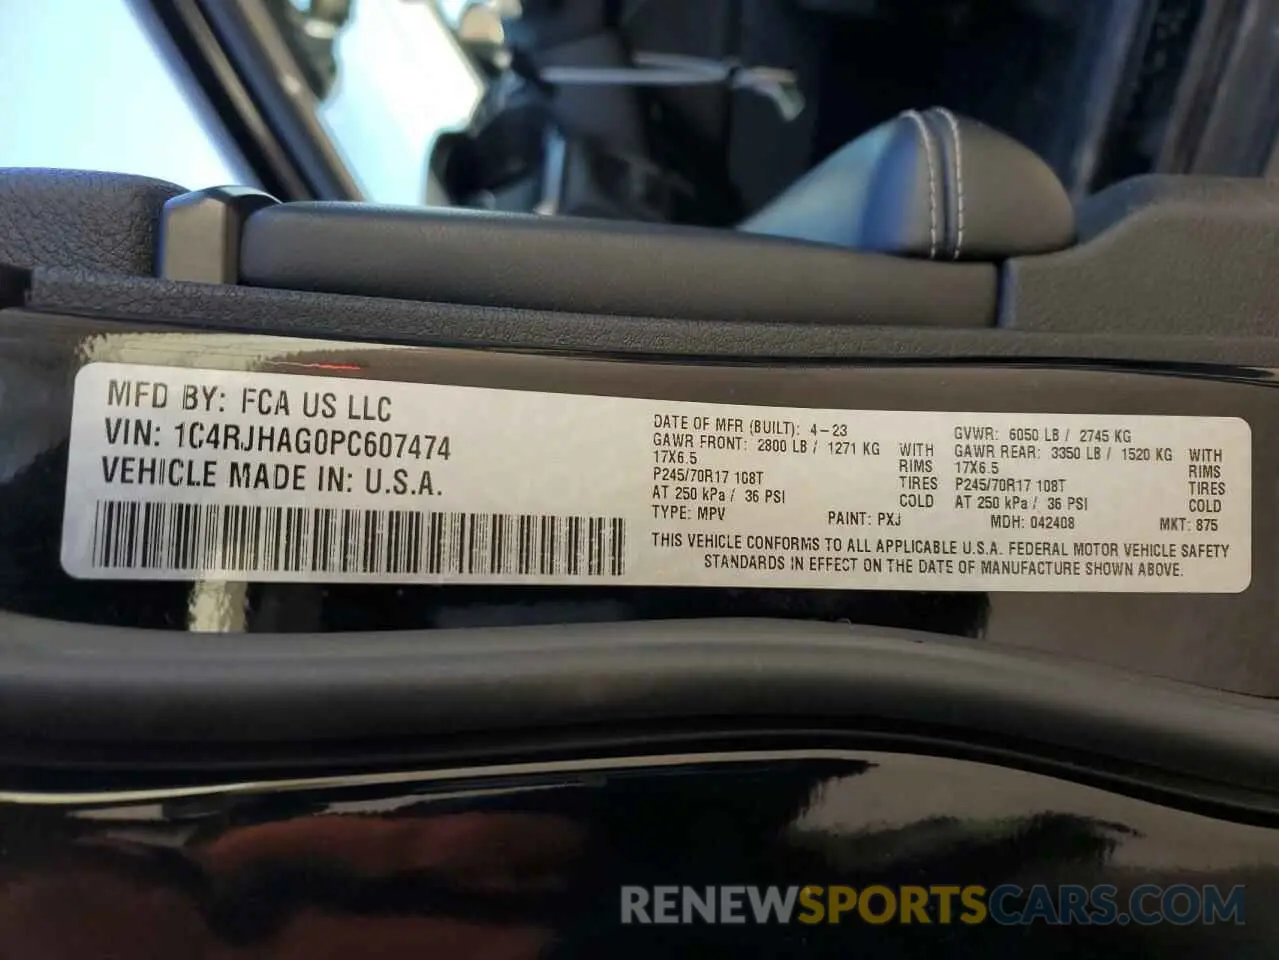 MFD BY: FCA US LLC
VIN: 1C4RJHAG0PC607474
VEHICLE MADE IN: U.S.A.
DATE OF MFR (BUILT): 4-23
GAWR FRONT: 2800 LB / 1271 KG WITH
17X6.5 RIMS
P245/70R17 108T TIRES
AT 250 kPa / 36 PSI COLD
TYPE: MPV PAINT: PXJ
GVWR: 6050 LB / 2745 KG
GAWR REAR: 3350 LB / 1520 KG WITH
17X6.5 RIMS
P245/70R17 108T TIRES
AT 250 kPa / 36 PSI COLD
MDH: 042408 MKT: 875
THIS VEHICLE CONFORMS TO ALL APPLICABLE U.S.A. FEDERAL MOTOR VEHICLE SAFETY
STANDARDS IN EFFECT ON THE DATE OF MANUFACTURE SHOWN ABOVE.
RENEWSPORTSCARS.COM